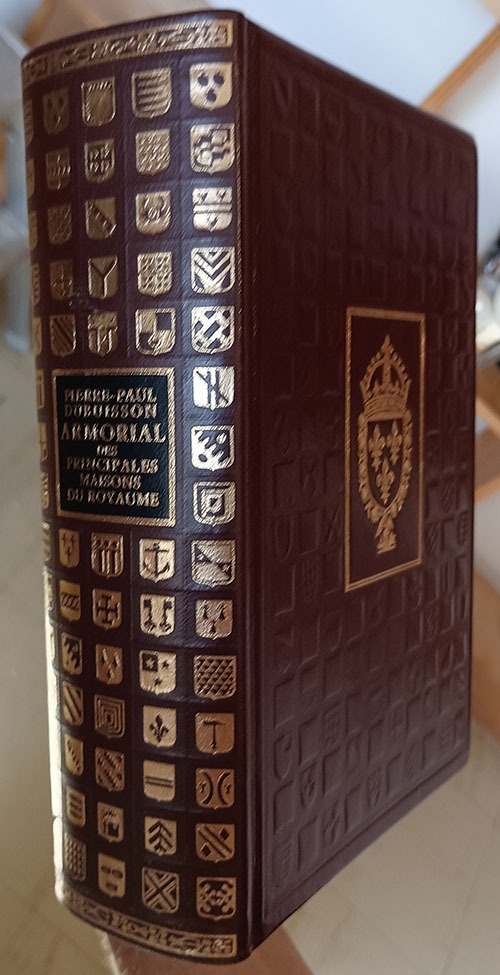 PIERRE-PAUL
DUBUISSON
ARMORIAL
DES
PRINCIPALES
MAISONS
DU ROYAUME